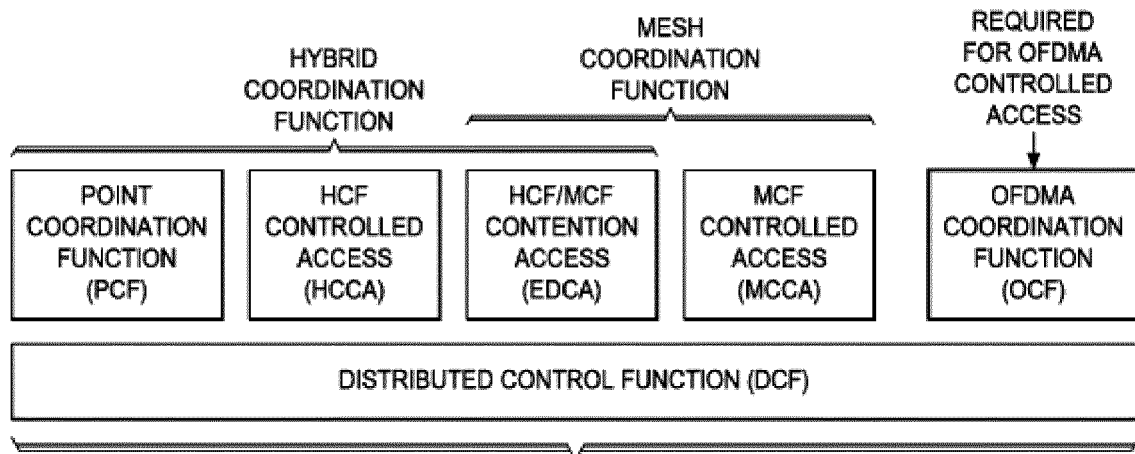 HYBRID
COORDINATION
FUNCTION
MESH
COORDINATION
FUNCTION
REQUIRED
FOR OFDMA
CONTROLLED
ACCESS
POINT
COORDINATION
FUNCTION
(PCF)
HCF
CONTROLLED
ACCESS
(HCCA)
HCF/MCF
CONTENTION
ACCESS
(EDCA)
MCF
CONTROLLED
ACCESS
(MCCA)
OFDMA
COORDINATION
FUNCTION
(OCF)
DISTRIBUTED CONTROL FUNCTION (DCF)